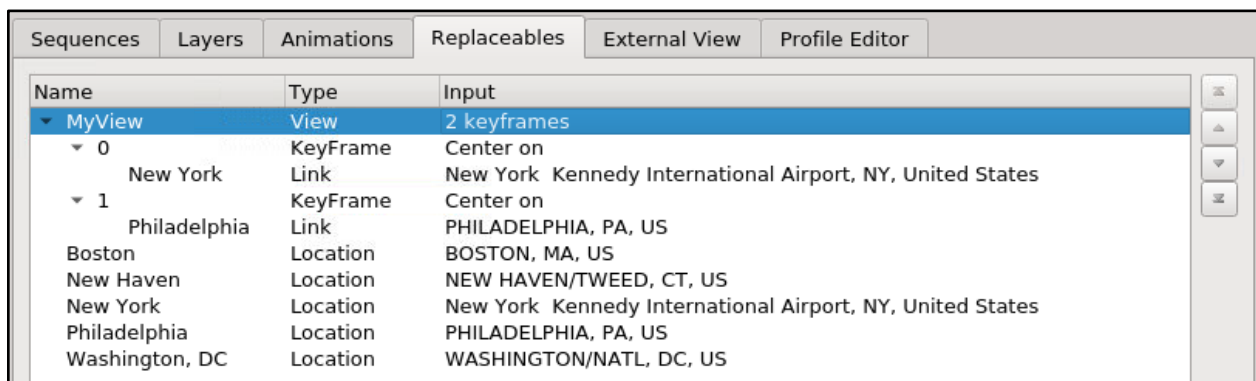 Sequences Layers Animations Replaceables External View Profile Editor
Name Type Input
MyView View 2 keyframes
0 KeyFrame Center on
New York Link New York  Kennedy International Airport, NY, United States
1 KeyFrame Center on
Philadelphia Link PHILADELPHIA, PA, US
Boston Location BOSTON, MA, US
New Haven Location NEW HAVEN/TWEED, CT, US
New York Location New York  Kennedy International Airport, NY, United States
Philadelphia Location PHILADELPHIA, PA, US
Washington, DC Location WASHINGTON/NATL, DC, US